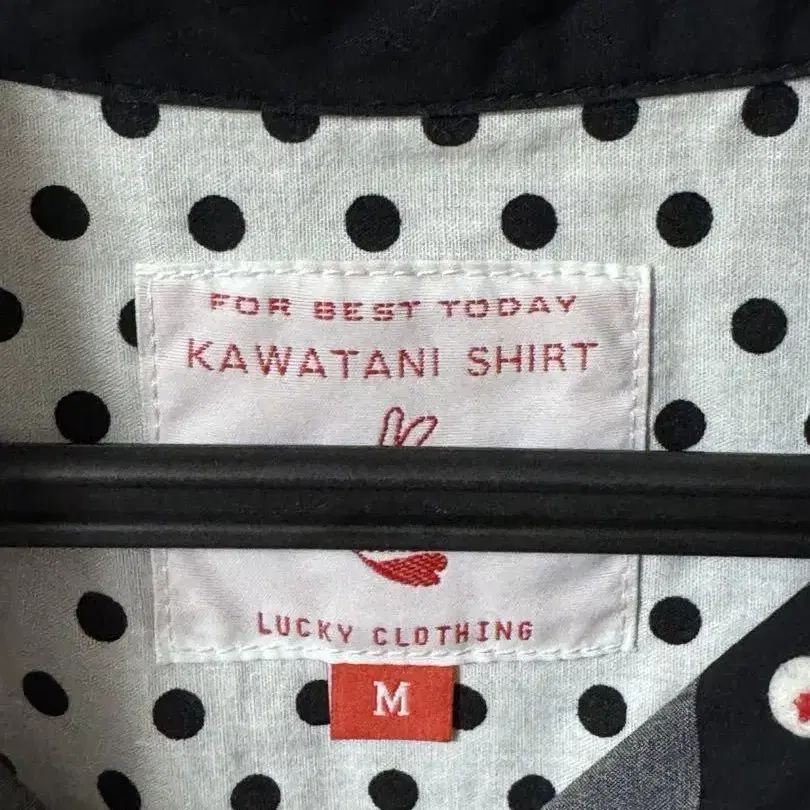 FOR BEST TODAY
KAWATANI SHIRT
LUCKY CLOTHING
M